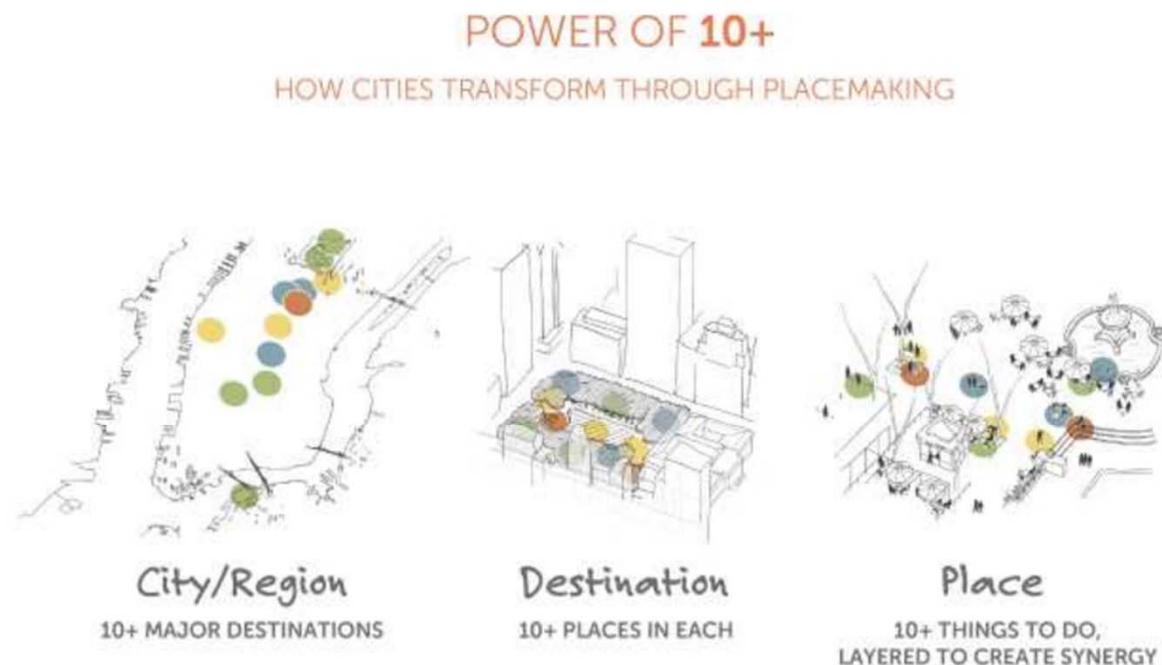 POWER OF 10+
HOW CITIES TRANSFORM THROUGH PLACEMAKING
City/Region
10+ MAJOR DESTINATIONS
Destination
10+ PLACES IN EACH
Place
10+ THINGS TO DO,
LAYERED TO CREATE SYNERGY